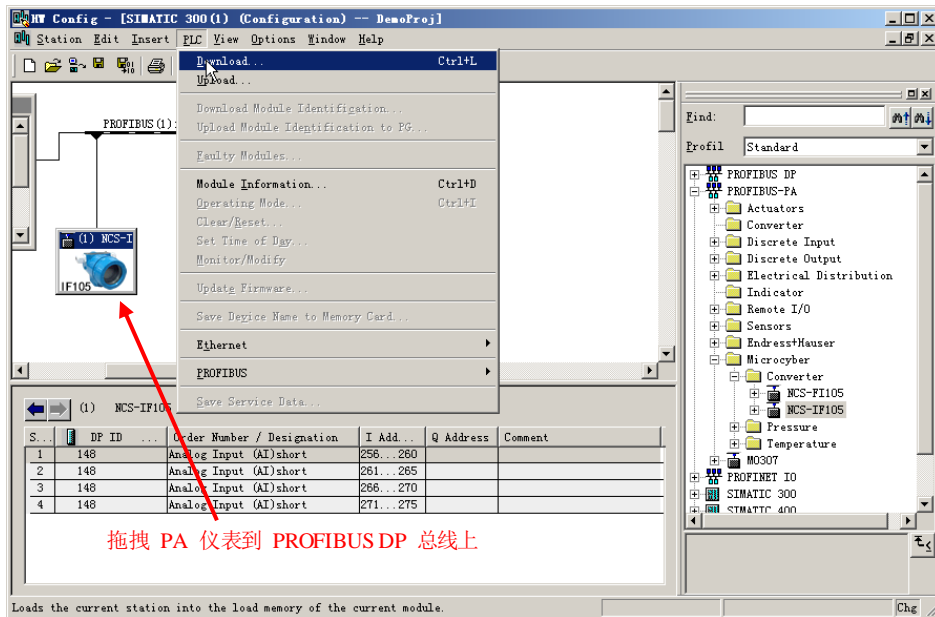 HW Config - [SIMATIC 300(1) (Configuration) -- DemoProj]
Station Edit Insert PLC View Options Window Help
Download... Ctrl+L
Upload...
Download Module Identification...
Upload Module Identification to PG...
Faulty Modules...
Module Information... Ctrl+D
Operating Mode... Ctrl+I
Clear/Reset...
Set Time of Day...
Monitor/Modify
Update Firmware...
Save Device Name to Memory Card...
Ethernet
PROFIBUS
Save Service Data...
PROFIBUS(1):
(1) NCS-I
IF105
Find:
Profil Standard
PROFIBUS DP
PROFIBUS-PA
Actuators
Converter
Discrete Input
Discrete Output
Electrical Distribution
Indicator
Remote I/O
Sensors
Endress+Hauser
Microcyber
Converter
NCS-FI105
NCS-IF105
Pressure
Temperature
M0307
PROFINET IO
SIMATIC 300
SIMATIC 400
(1) NCS-IF105
S... DP ID ... Order Number / Designation I Add... Q Address Comment
1 148 Analog Input (AI)short 256...260
2 148 Analog Input (AI)short 261...265
3 148 Analog Input (AI)short 266...270
4 148 Analog Input (AI)short 271...275
拖拽 PA 仪表到 PROFIBUS DP 总线上
Loads the current station into the load memory of the current module. Chg